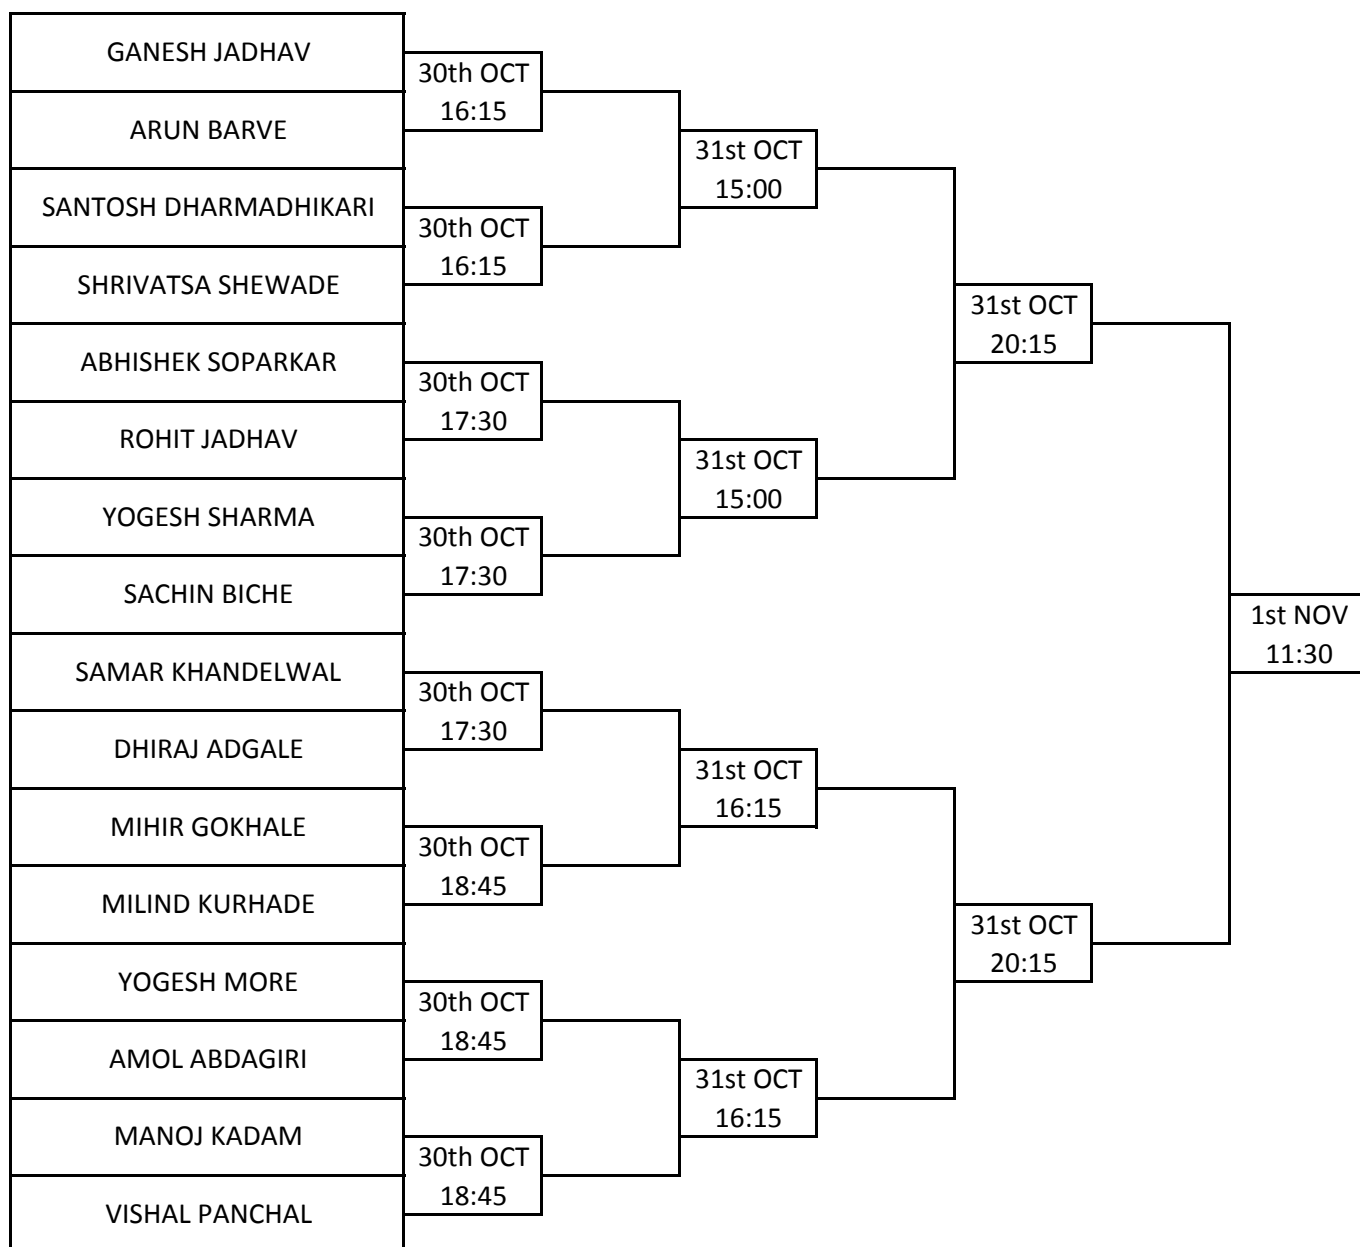 GANESH JADHAV
ARUN BARVE
SANTOSH DHARMADHIKARI
SHRIVATSA SHEWADE
ABHISHEK SOPARKAR
ROHIT JADHAV
YOGESH SHARMA
SACHIN BICHE
SAMAR KHANDELWAL
DHIRAJ ADGALE
MIHIR GOKHALE
MILIND KURHADE
YOGESH MORE
AMOL ABDAGIRI
MANOJ KADAM
VISHAL PANCHAL
30th OCT
16:15
30th OCT
16:15
30th OCT
17:30
30th OCT
17:30
30th OCT
17:30
30th OCT
18:45
30th OCT
18:45
30th OCT
18:45
31st OCT
15:00
31st OCT
15:00
31st OCT
16:15
31st OCT
16:15
31st OCT
20:15
31st OCT
20:15
1st NOV
11:30